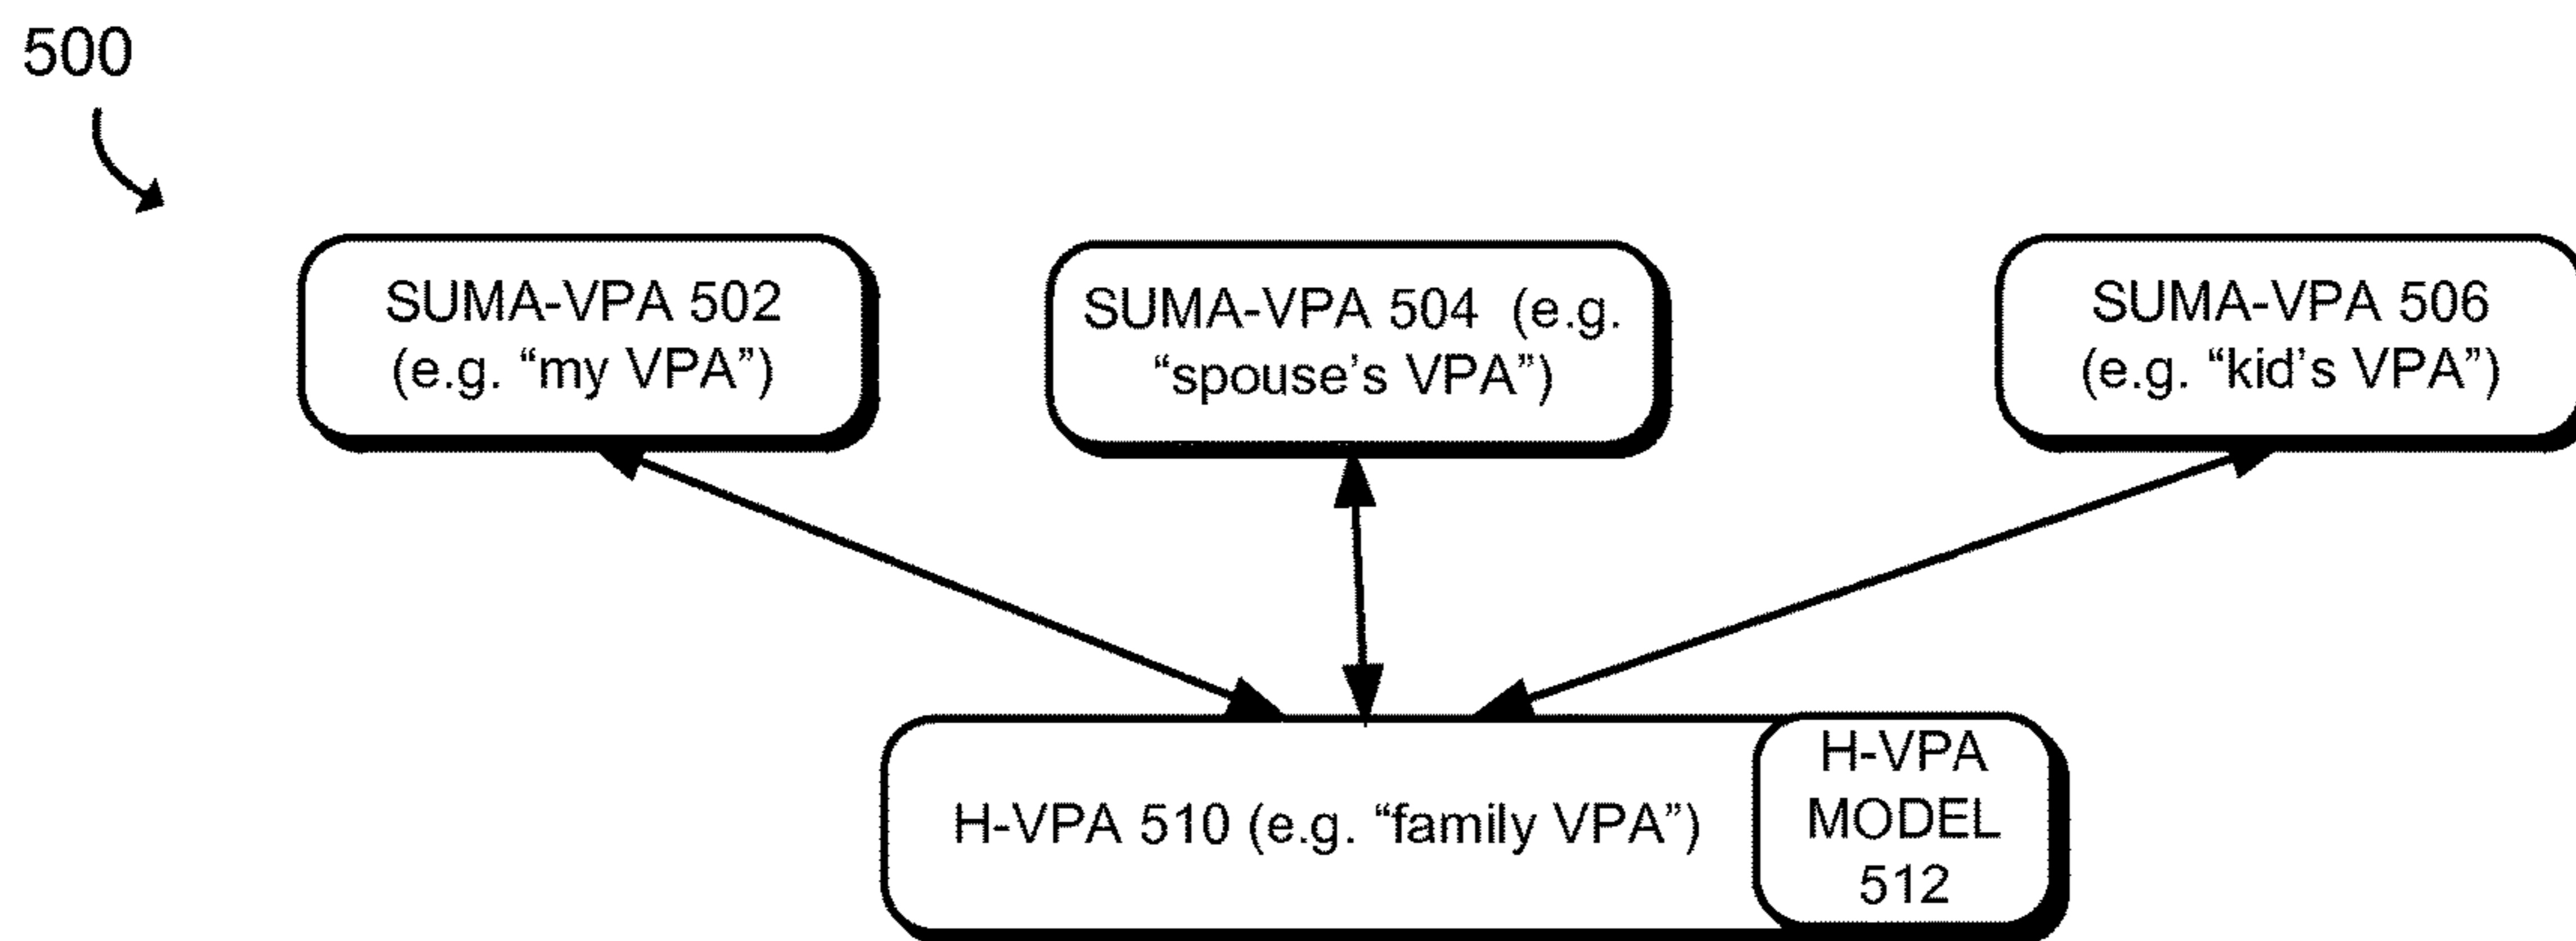 500
SUMA-VPA 502
(e.g. “my VPA”)
SUMA-VPA 504 (e.g.
“spouse’s VPA”)
SUMA-VPA 506
(e.g. “kid’s VPA”)
H-VPA 510 (e.g. “family VPA”)
H-VPA
MODEL
512